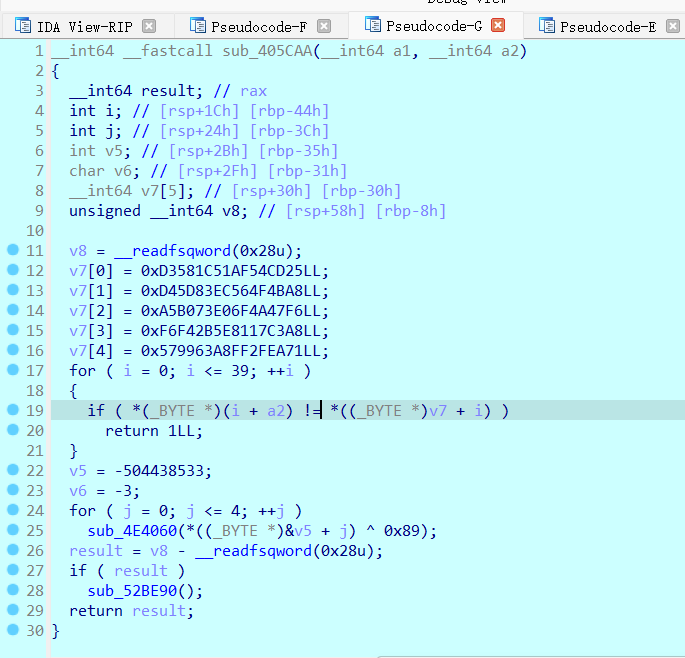 Debug View
IDA View-RIP Pseudocode-F Pseudocode-G Pseudocode-E
1 __int64 __fastcall sub_405CAA(__int64 a1, __int64 a2)
2 {
3 __int64 result; // rax
4 int i; // [rsp+1Ch] [rbp-44h]
5 int j; // [rsp+24h] [rbp-3Ch]
6 int v5; // [rsp+2Bh] [rbp-35h]
7 char v6; // [rsp+2Fh] [rbp-31h]
8 __int64 v7[5]; // [rsp+30h] [rbp-30h]
9 unsigned __int64 v8; // [rsp+58h] [rbp-8h]
10
11 v8 = __readfsqword(0x28u);
12 v7[0] = 0xD3581C51AF54CD25LL;
13 v7[1] = 0xD45D83EC564F4BA8LL;
14 v7[2] = 0xA5B073E06F4A47F6LL;
15 v7[3] = 0xF6F42B5E8117C3A8LL;
16 v7[4] = 0x579963A8FF2FEA71LL;
17 for ( i = 0; i <= 39; ++i )
18 {
19 if ( *(_BYTE *)(i + a2) != *((_BYTE *)v7 + i) )
20 return 1LL;
21 }
22 v5 = -504438533;
23 v6 = -3;
24 for ( j = 0; j <= 4; ++j )
25 sub_4E4060(*((_BYTE *)&v5 + j) ^ 0x89);
26 result = v8 - __readfsqword(0x28u);
27 if ( result )
28 sub_52BE90();
29 return result;
30 }